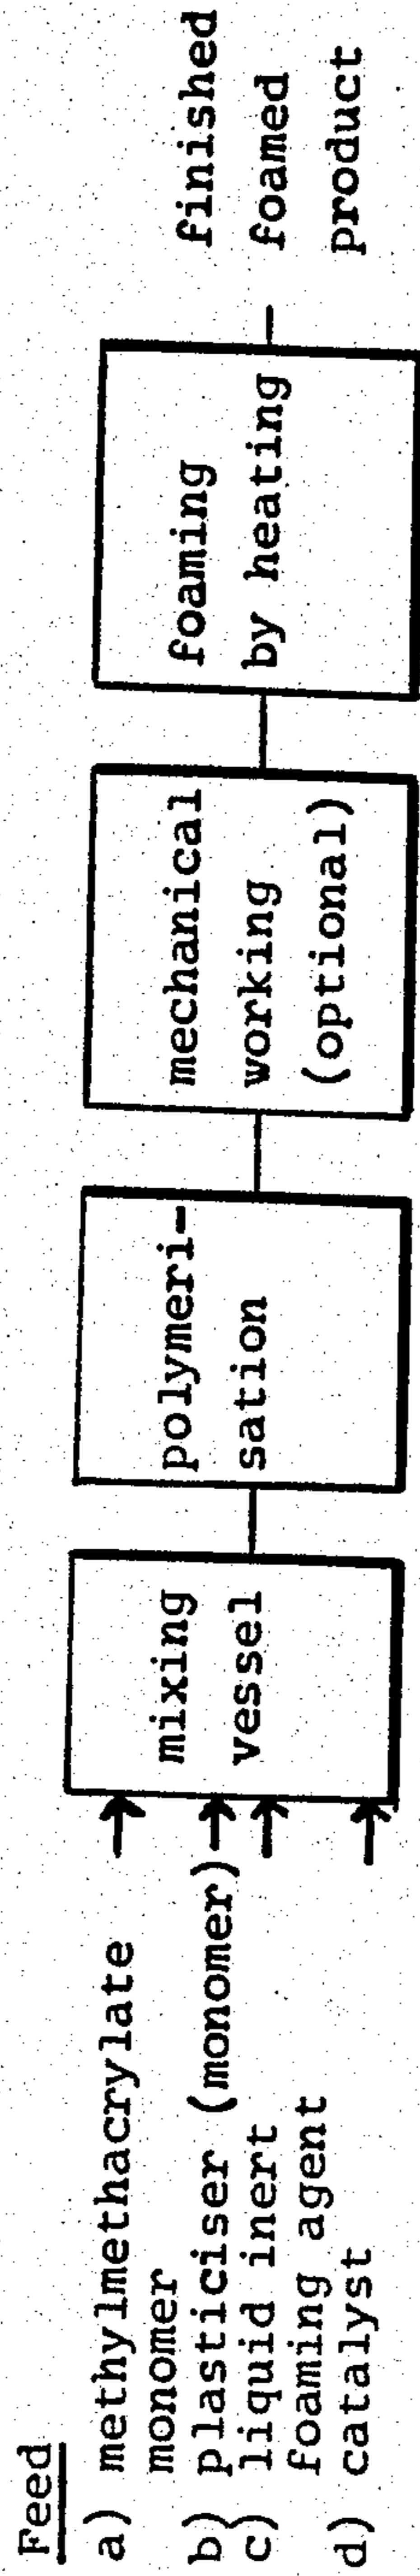 Feed
a) methylmethacrylate
monomer
b) plasticiser (monomer)
c) liquid inert
foaming agent
d) catalyst
mixing
vessel
polymeri-
sation
mechanical
working
(optional)
foaming
by heating
finished
foamed
product